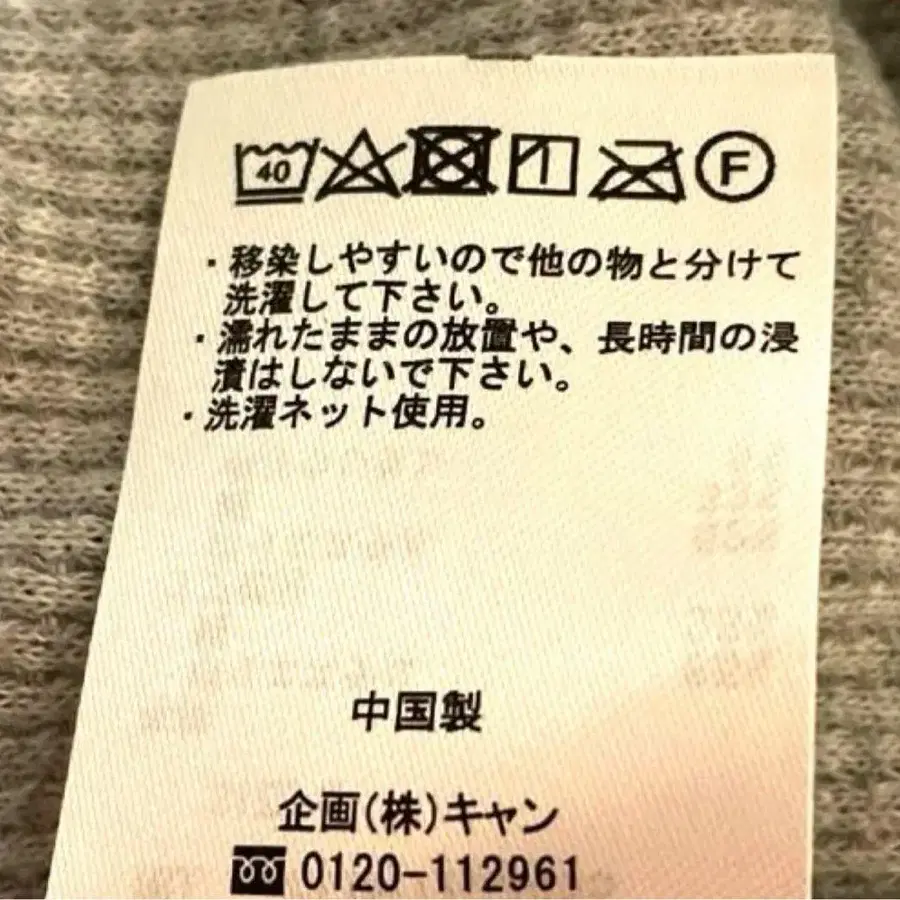 40 F
・移染しやすいので他の物と分けて
洗濯して下さい。
・濡れたままの放置や、長時間の浸
漬はしないで下さい。
・洗濯ネット使用。
中国製
企画(株)キャン
0120-112961